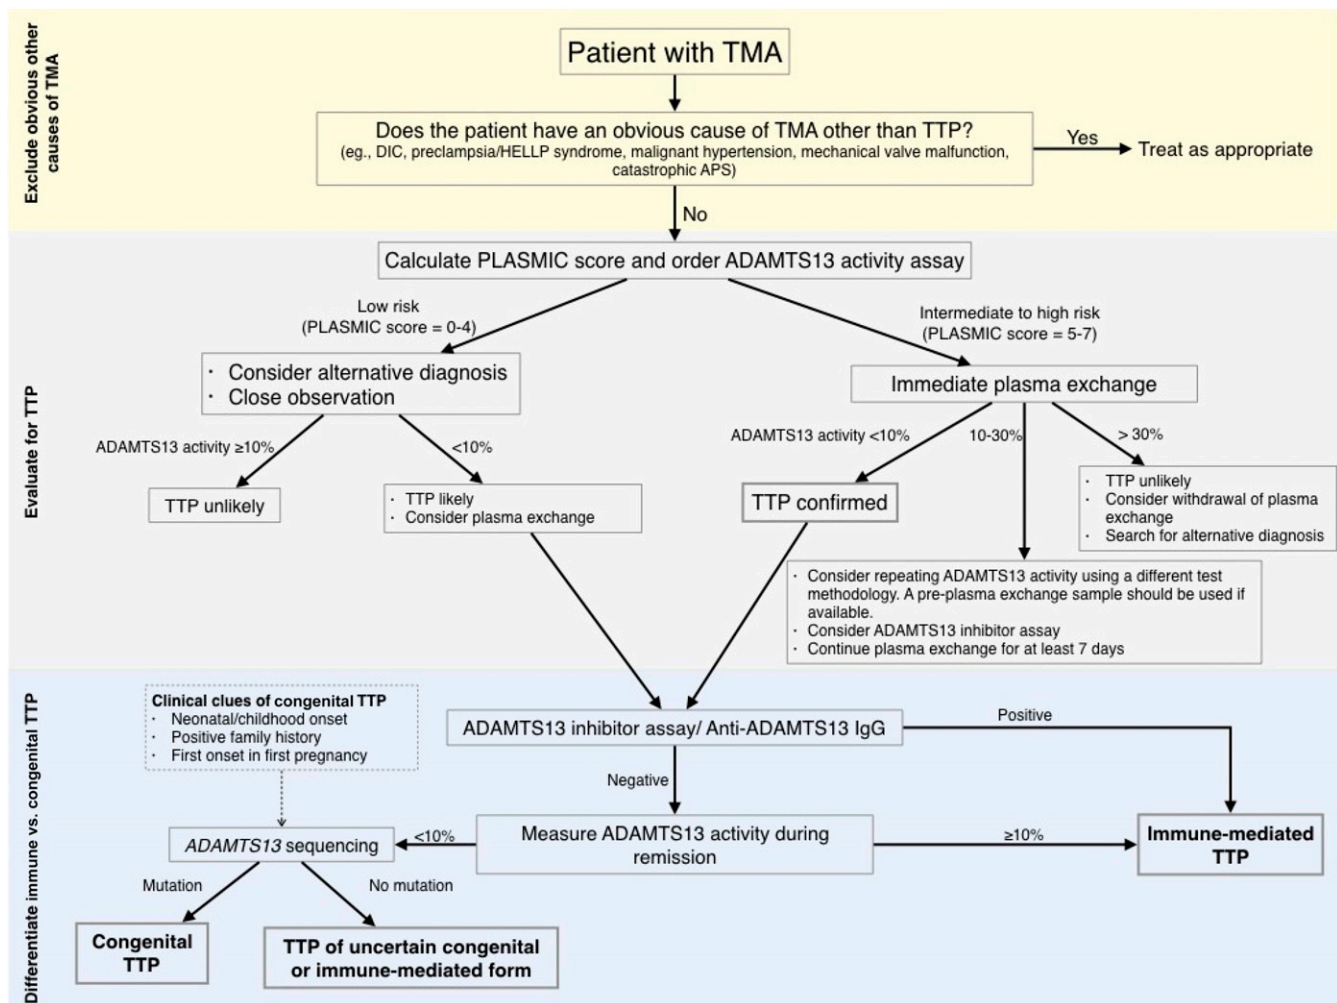 Exclude obvious other
causes of TMA
Patient with TMA
Does the patient have an obvious cause of TMA other than TTP?
(eg., DIC, preclampsia/HELLP syndrome, malignant hypertension, mechanical valve malfunction,
catastrophic APS)
Yes
Treat as appropriate
No
Evaluate for TTP
Calculate PLASMIC score and order ADAMTS13 activity assay
Low risk
(PLASMIC score = 0-4)
Intermediate to high risk
(PLASMIC score = 5-7)
· Consider alternative diagnosis
· Close observation
Immediate plasma exchange
ADAMTS13 activity ≥10%
<10%
ADAMTS13 activity <10%
10-30%
> 30%
TTP unlikely
· TTP likely
· Consider plasma exchange
TTP confirmed
· TTP unlikely
· Consider withdrawal of plasma
exchange
· Search for alternative diagnosis
· Consider repeating ADAMTS13 activity using a different test
methodology. A pre-plasma exchange sample should be used if
available.
· Consider ADAMTS13 inhibitor assay
· Continue plasma exchange for at least 7 days
Differentiate immune vs. congenital TTP
Clinical clues of congenital TTP
· Neonatal/childhood onset
· Positive family history
· First onset in first pregnancy
ADAMTS13 inhibitor assay/ Anti-ADAMTS13 IgG
Positive
Negative
ADAMTS13 sequencing
<10%
Measure ADAMTS13 activity during
remission
≥10%
Immune-mediated
TTP
Mutation
No mutation
Congenital
TTP
TTP of uncertain congenital
or immune-mediated form